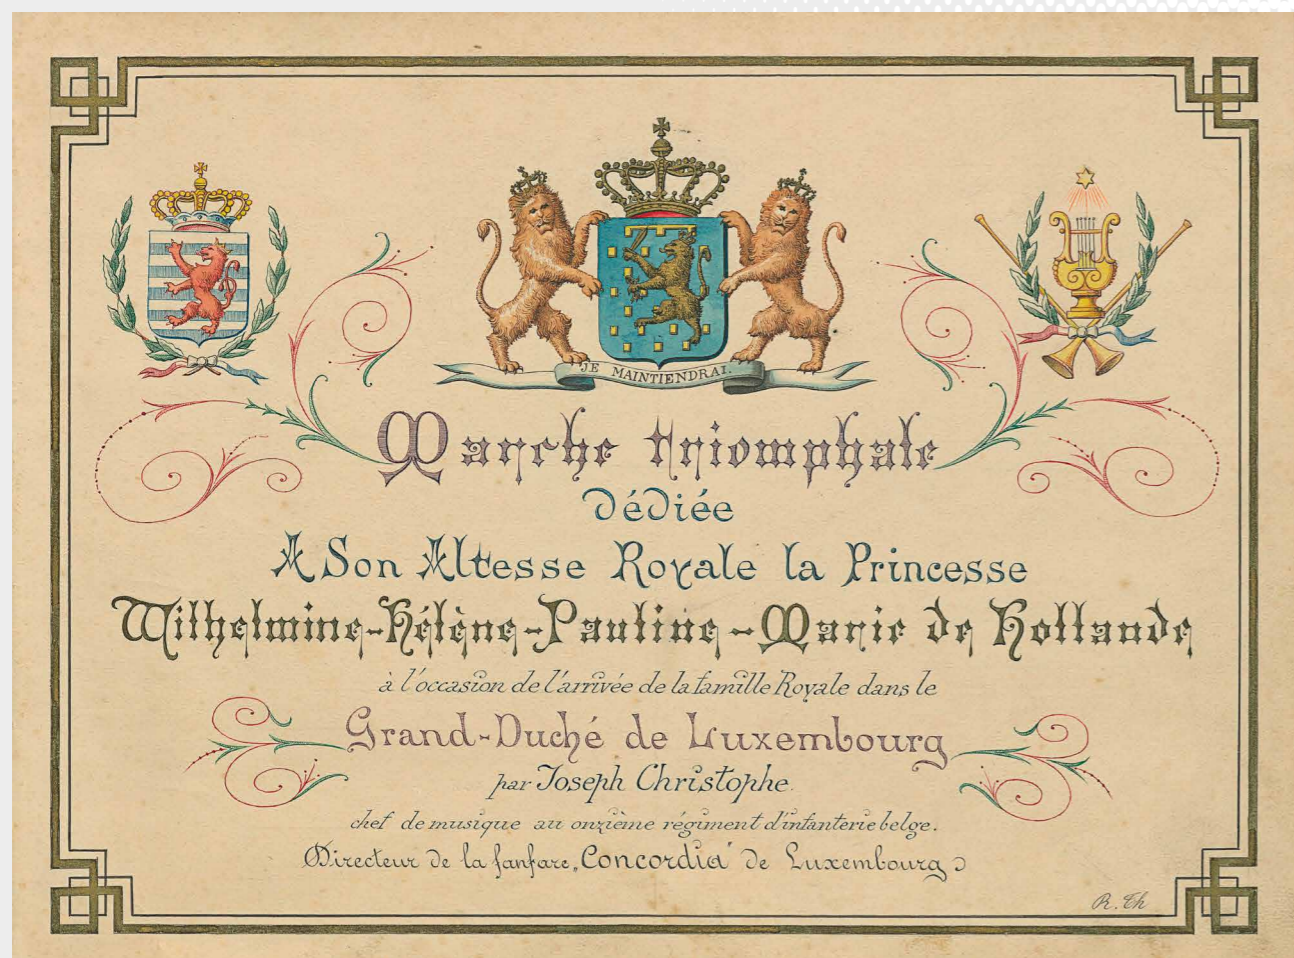 JE MAINTIENDRAI.
Marche triomphale
dédiée
A Son Altesse Royale la Princesse
Wilhelmine-Hélène-Pauline-Marie de Hollande
à l'occasion de l'arrivée de la famille Royale dans le
Grand-Duché de Luxembourg
par Joseph Christophe.
chef de musique au onzième régiment d'infanterie belge.
Directeur de la fanfare „Concordia" de Luxembourg
R. Th